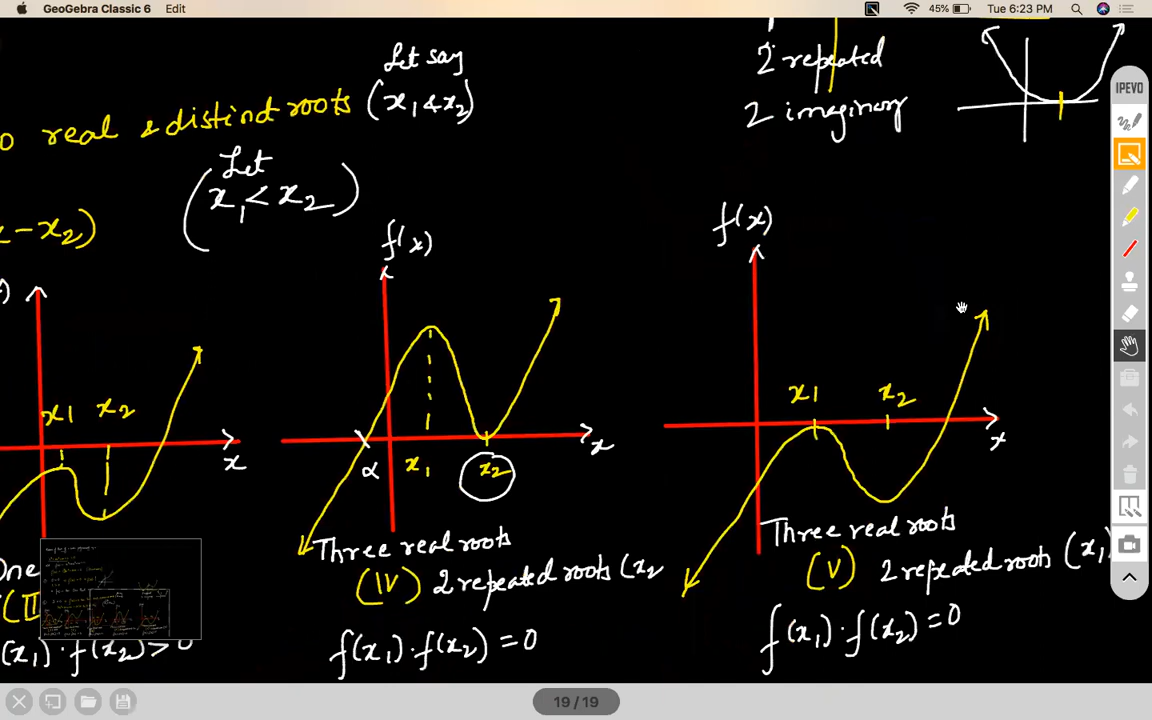 GeoGebra Classic 6 Edit 45% Tue 6:23 PM
Let say
2 repeated
2 imaginary
IPEVO
real & distinct roots (x1 & x2)
Let
(x1 < x2)
- x2)
f(x)
f(x)
x1 x2
x
α x1 x2
x
x1 x2
x
One
Three real roots
(IV) 2 repeated roots (x2
Three real roots
(V) 2 repeated roots (x1)
(x1) · f(x2) > 0
f(x1) · f(x2) = 0
f(x1) · f(x2) = 0
19 / 19